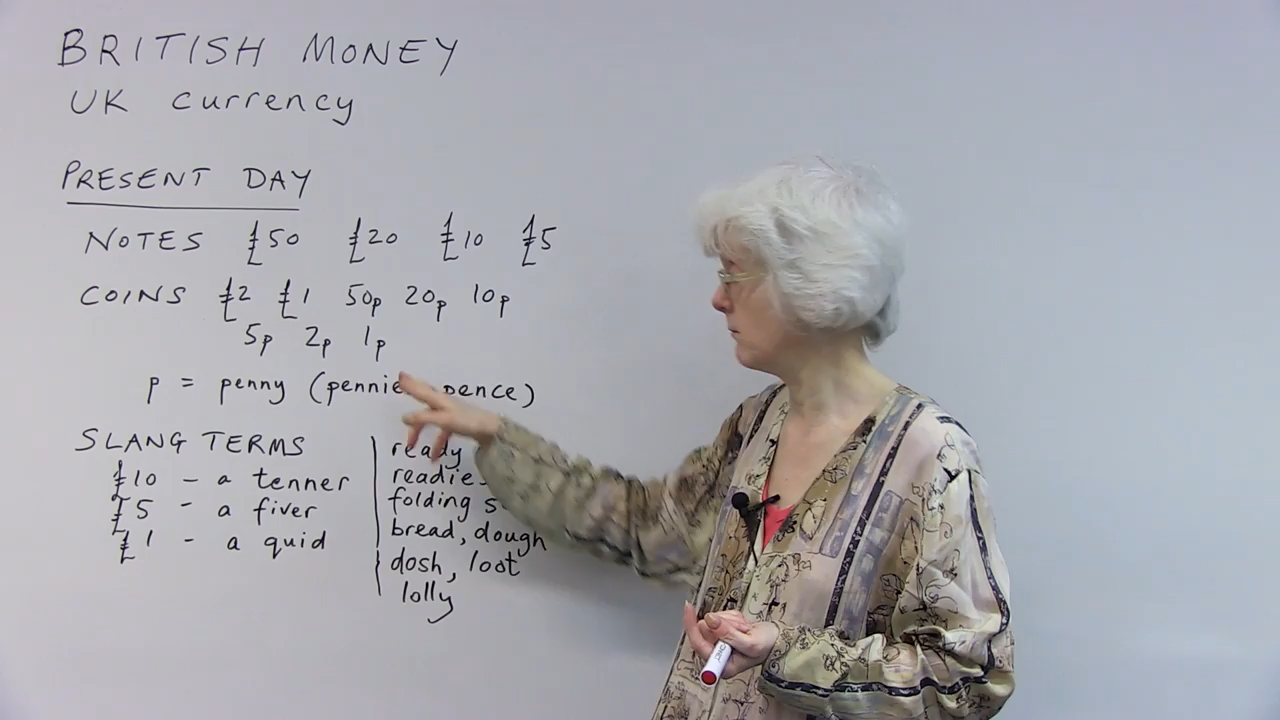 BRITISH MONEY
UK currency
PRESENT DAY
NOTES £50 £20 £10 £5
COINS £2 £1 50p 20p 10p
5p 2p 1p
p = penny (pennie pence)
SLANG TERMS
£10 - a tenner
£5 - a fiver
£1 - a quid
ready
readies
folding s
bread, dough
dosh, loot
lolly